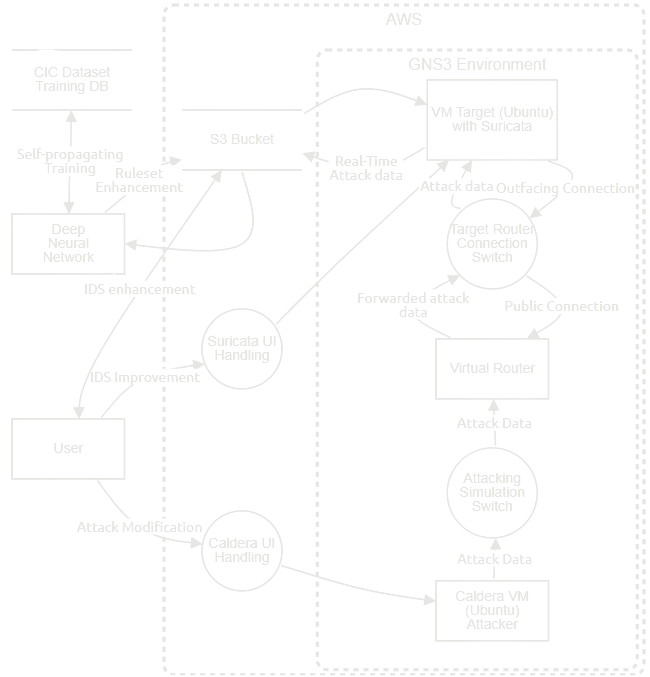 AWS
GNS3 Environment
CIC Dataset
Training DB
S3 Bucket
VM Target (Ubuntu)
with Suricata
Self-propagating
Training
Ruleset
Enhancement
Real-Time
Attack data
Attack data
Outfacing Connection
Deep
Neural
Network
Target Router
Connection
Switch
IDS enhancement
Forwarded attack
data
Public Connection
Suricata UI
Handling
Virtual Router
IDS Improvement
Attack Data
User
Attacking
Simulation
Switch
Attack Modification
Caldera UI
Handling
Attack Data
Caldera VM
(Ubuntu)
Attacker